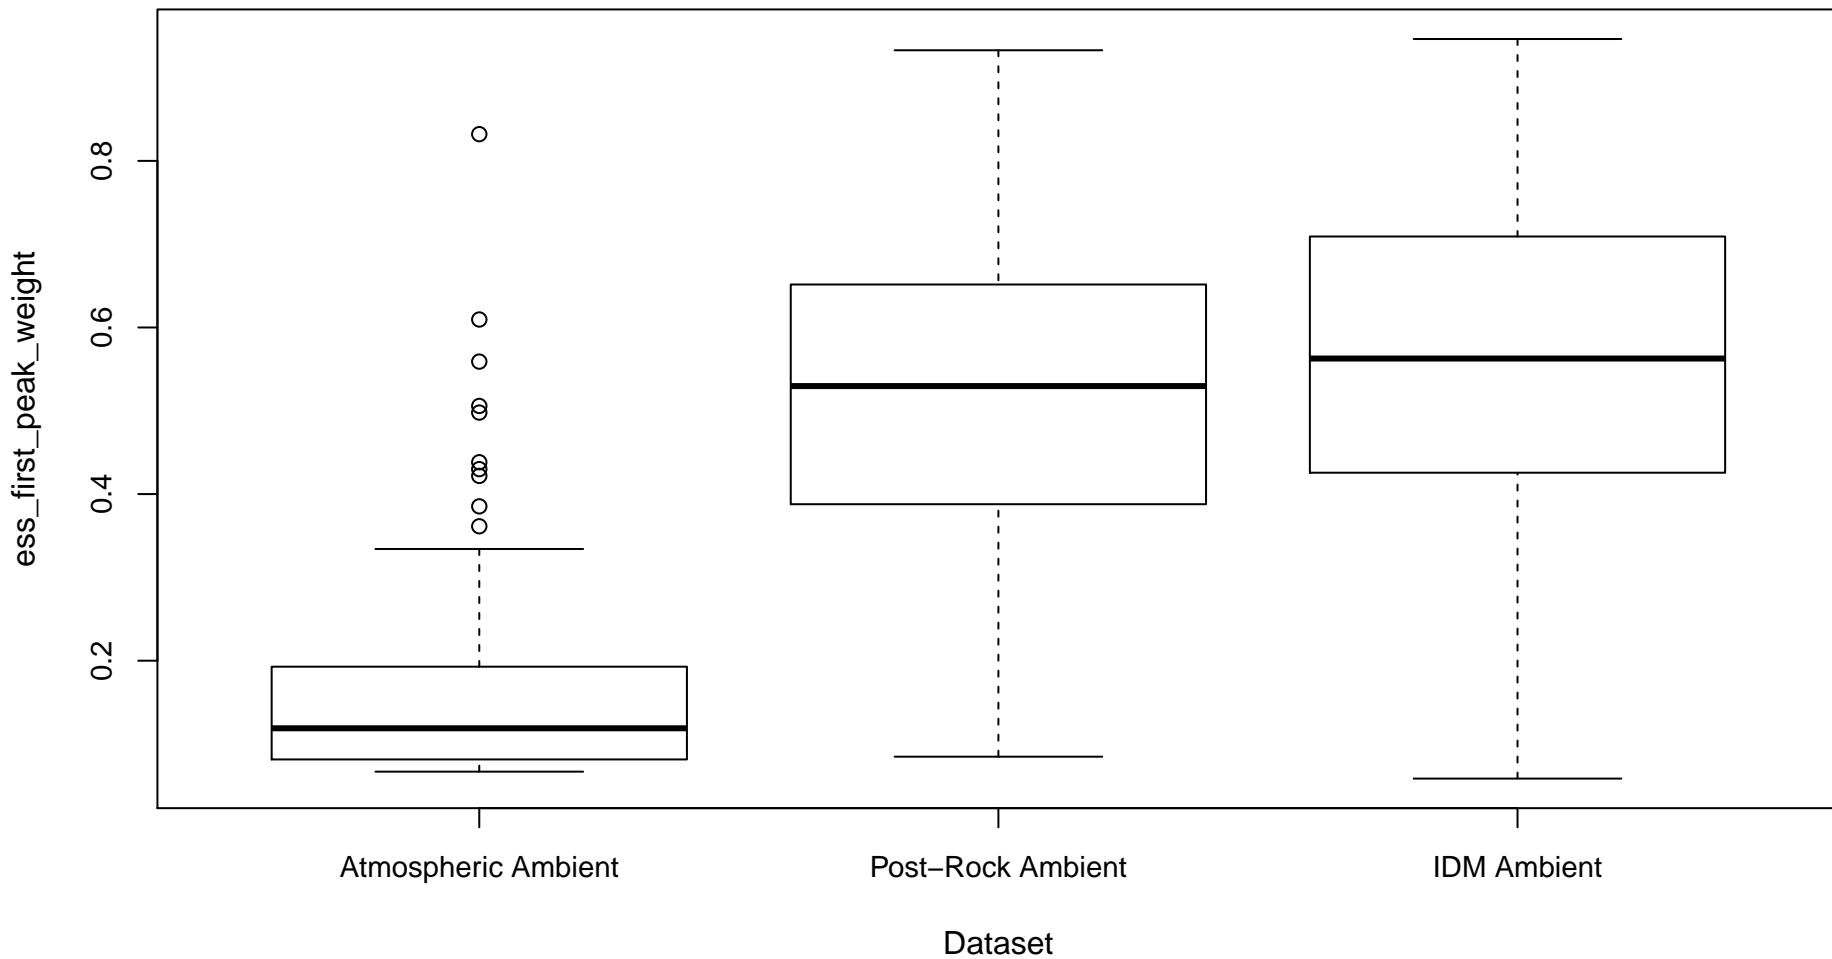 ess_first_peak_weight
0.8
0.6
0.4
0.2
Atmospheric Ambient
Post−Rock Ambient
IDM Ambient
Dataset